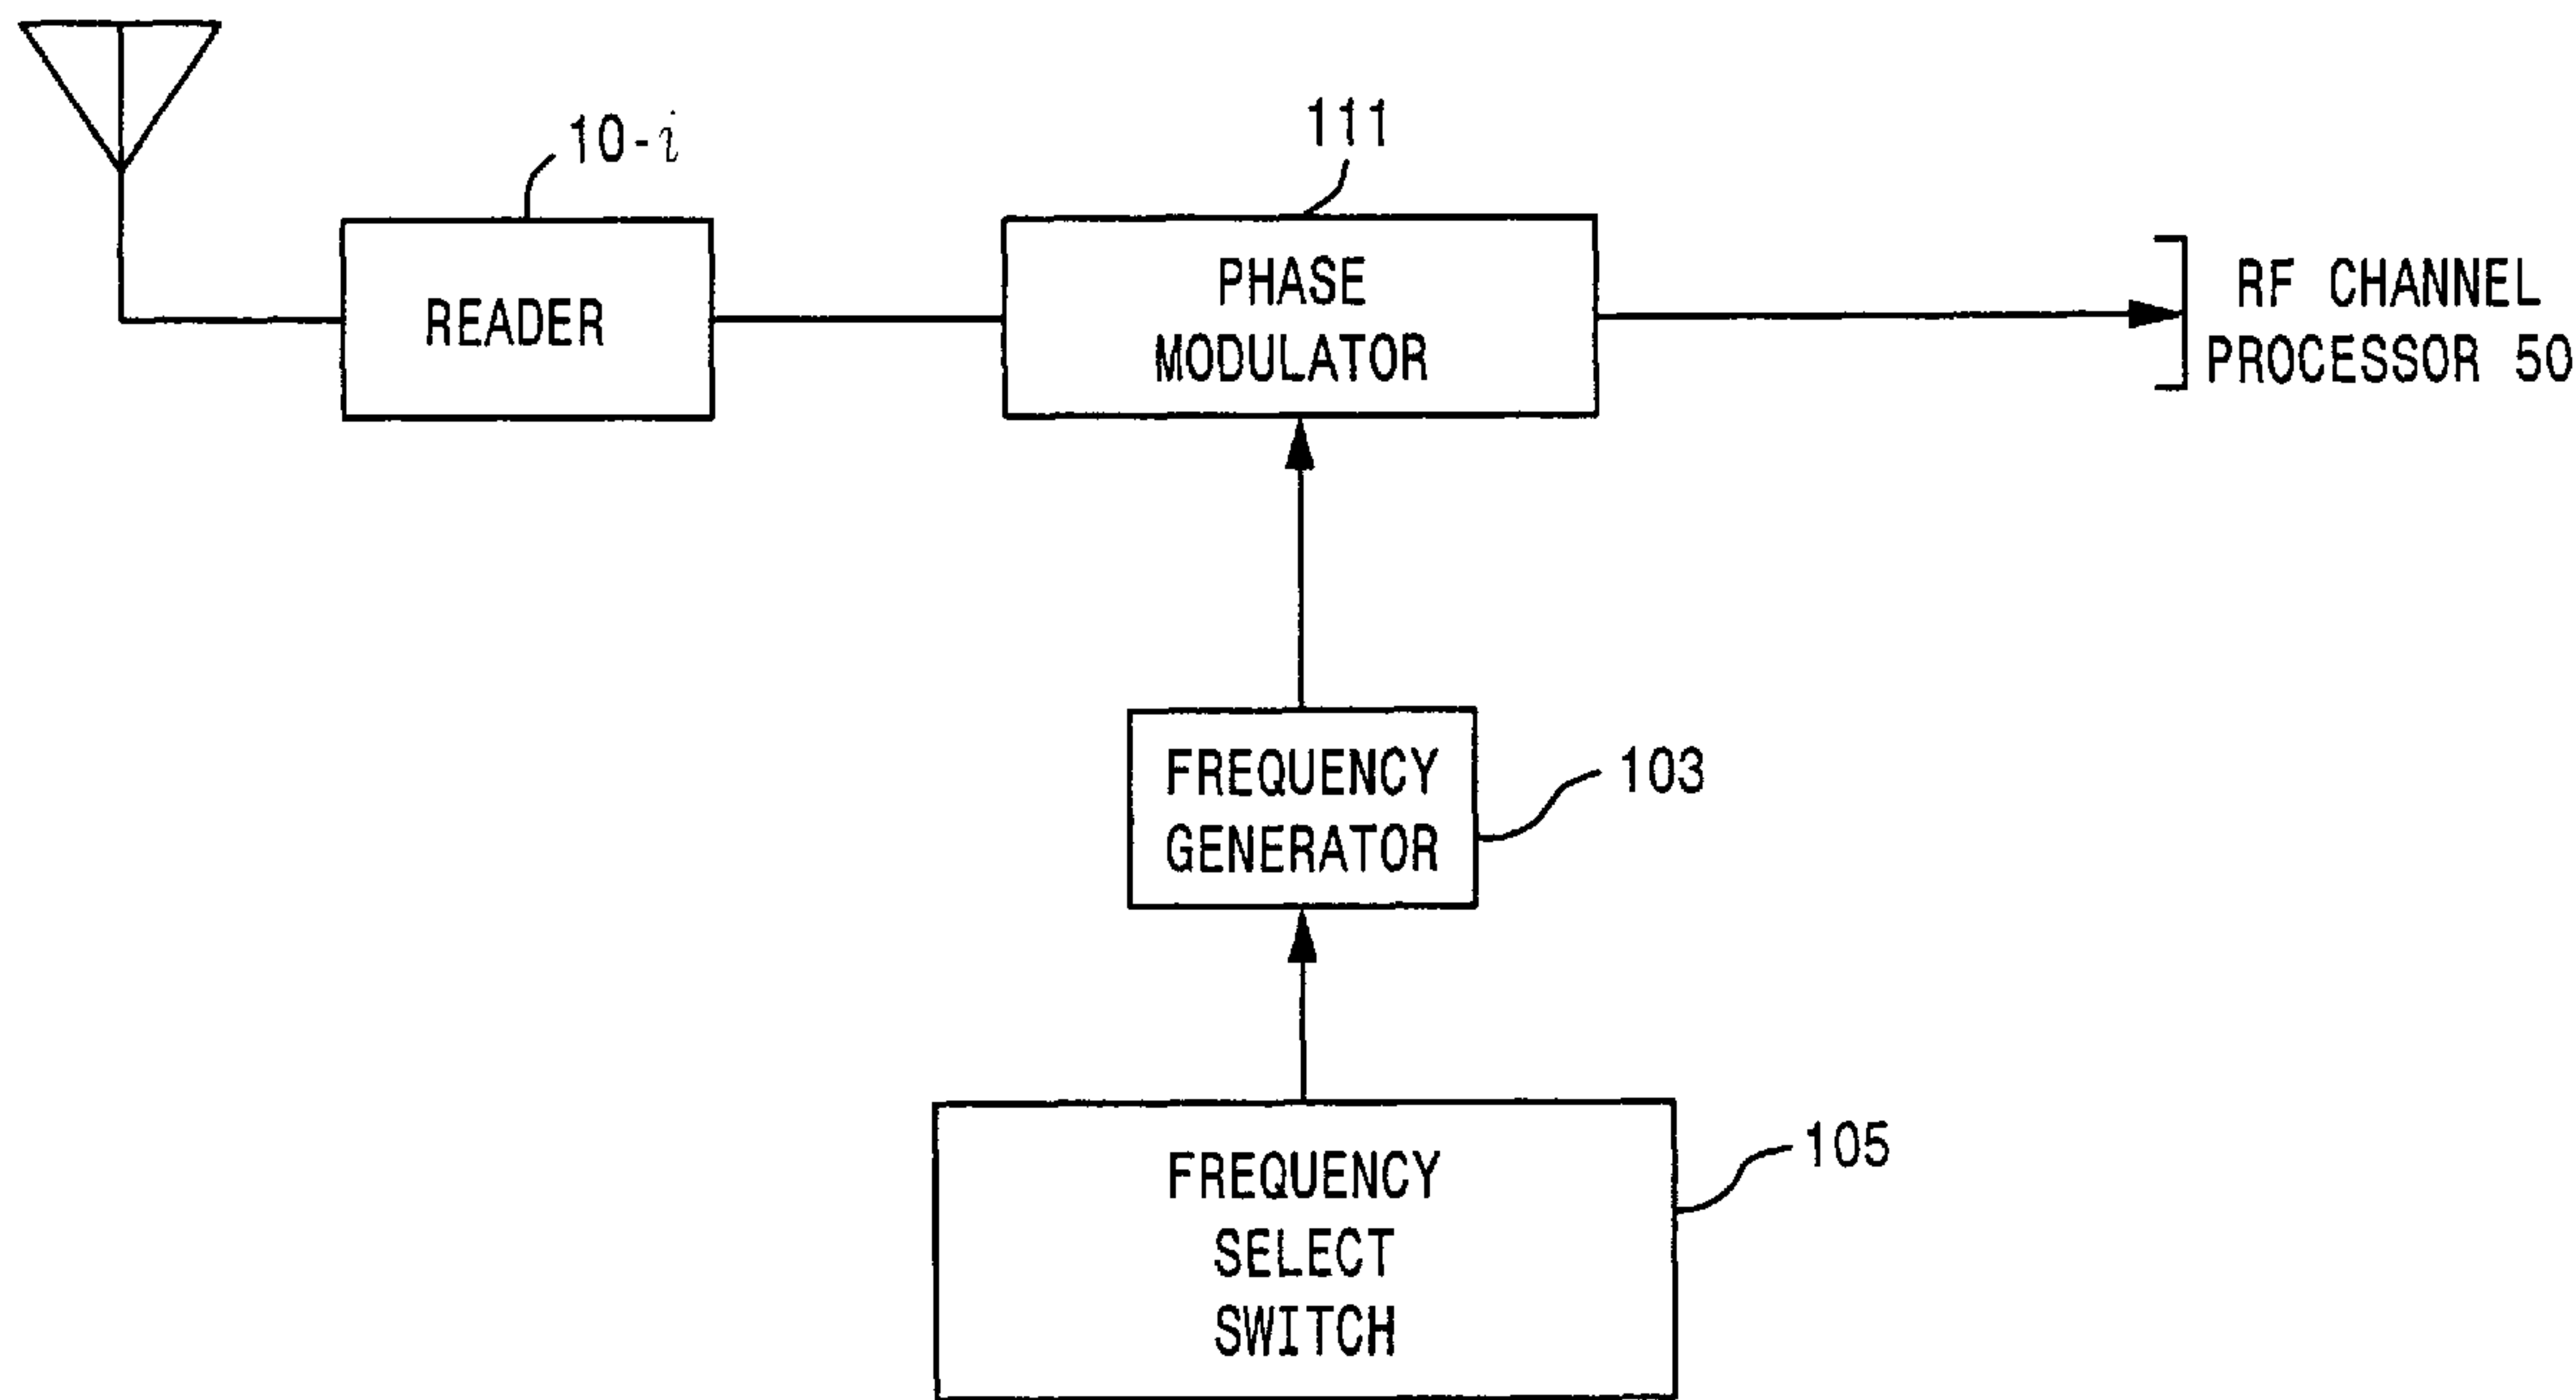 10-i
111
READER
PHASE
MODULATOR
RF CHANNEL
PROCESSOR 50
FREQUENCY
GENERATOR
103
FREQUENCY
SELECT
SWITCH
105